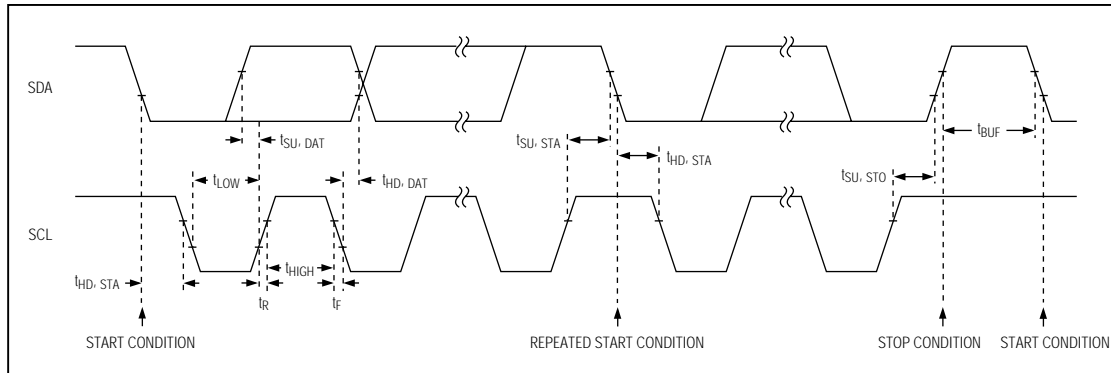 SDA
tSU, DAT
tSU, STA
tHD, STA
tBUF
tLOW
tHD, DAT
tSU, STO
SCL
tHD, STA
tHIGH
tR
tF
START CONDITION
REPEATED START CONDITION
STOP CONDITION
START CONDITION